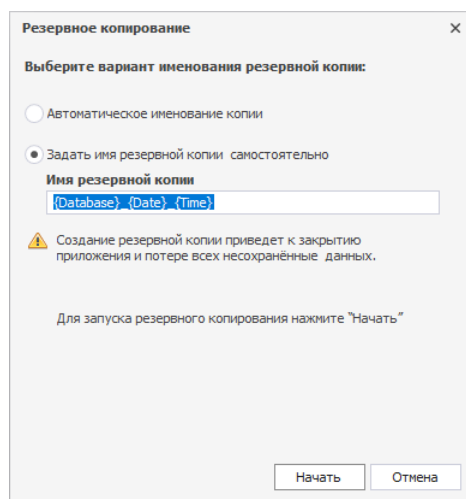 Резервное копирование
Выберите вариант именования резервной копии:
Автоматическое именование копии
Задать имя резервной копии самостоятельно
Имя резервной копии
{Database}_{Date}_{Time}
Создание резервной копии приведет к закрытию
приложения и потере всех несохранённые данных.
Для запуска резервного копирования нажмите "Начать"
Начать Отмена